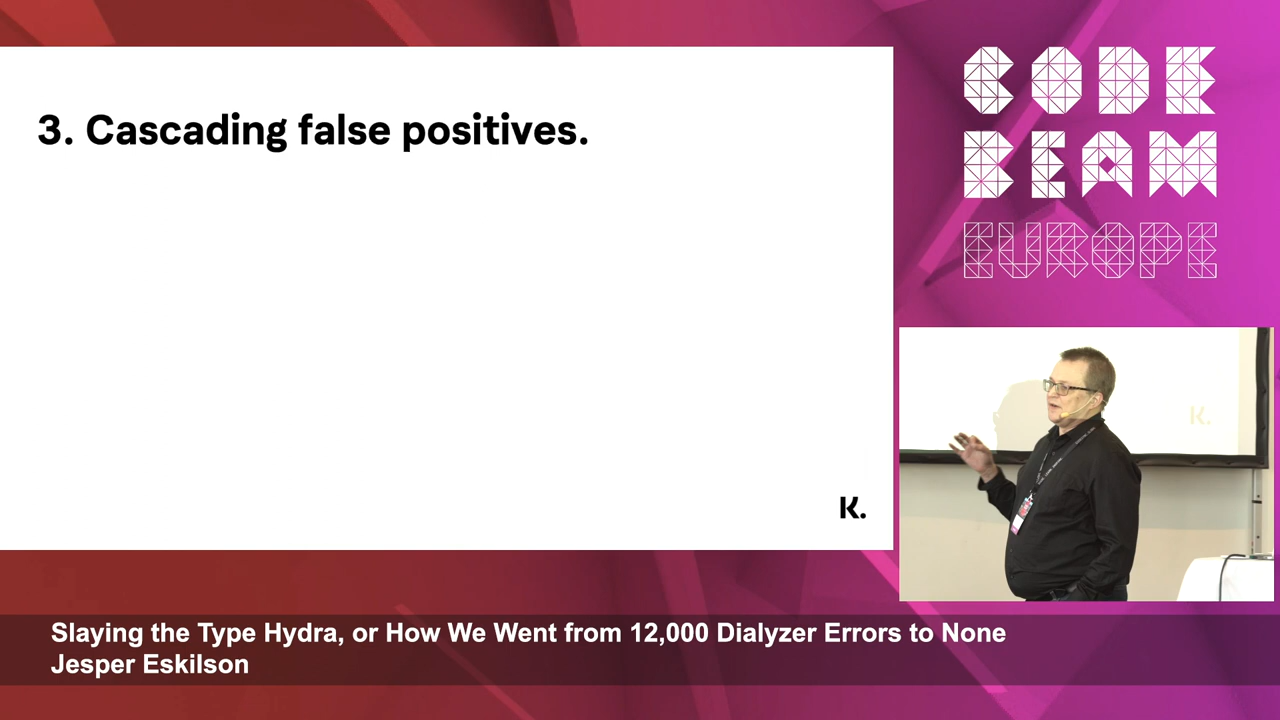 3. Cascading false positives.
K.
CODE
BEAM
EUROPE
K.
Slaying the Type Hydra, or How We Went from 12,000 Dialyzer Errors to None
Jesper Eskilson